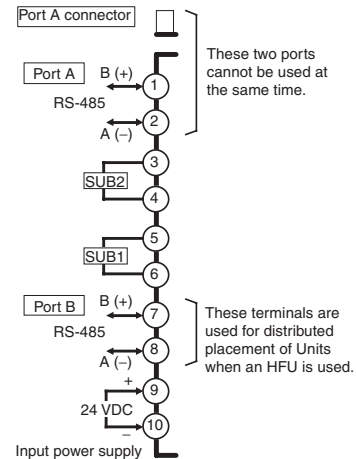 Port A connector
These two ports
cannot be used at
the same time.
Port A
B (+)
1
RS-485
2
A (−)
3
SUB2
4
5
SUB1
6
Port B
B (+)
7
RS-485
8
A (−)
These terminals are
used for distributed
placement of Units
when an HFU is used.
+
9
24 VDC
−
10
Input power supply